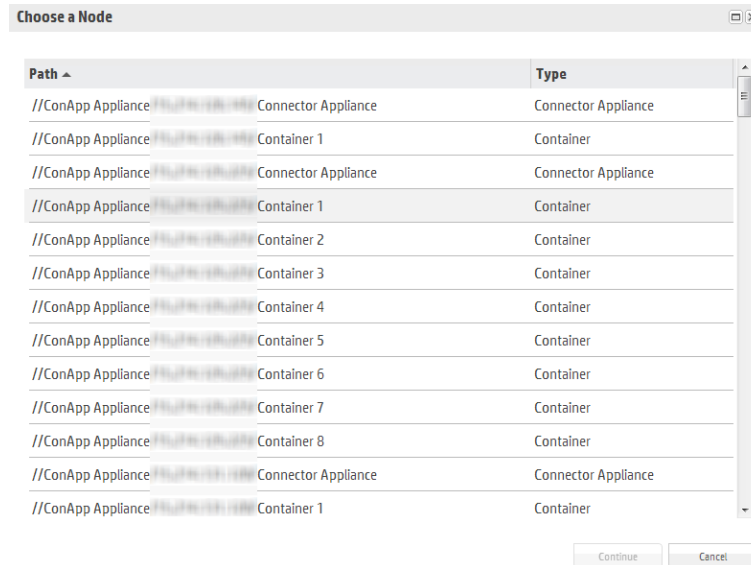 Choose a Node
Path Type
//ConApp Appliance Connector Appliance Connector Appliance
//ConApp Appliance Container 1 Container
//ConApp Appliance Connector Appliance Connector Appliance
//ConApp Appliance Container 1 Container
//ConApp Appliance Container 2 Container
//ConApp Appliance Container 3 Container
//ConApp Appliance Container 4 Container
//ConApp Appliance Container 5 Container
//ConApp Appliance Container 6 Container
//ConApp Appliance Container 7 Container
//ConApp Appliance Container 8 Container
//ConApp Appliance Connector Appliance Connector Appliance
//ConApp Appliance Container 1 Container
Continue Cancel